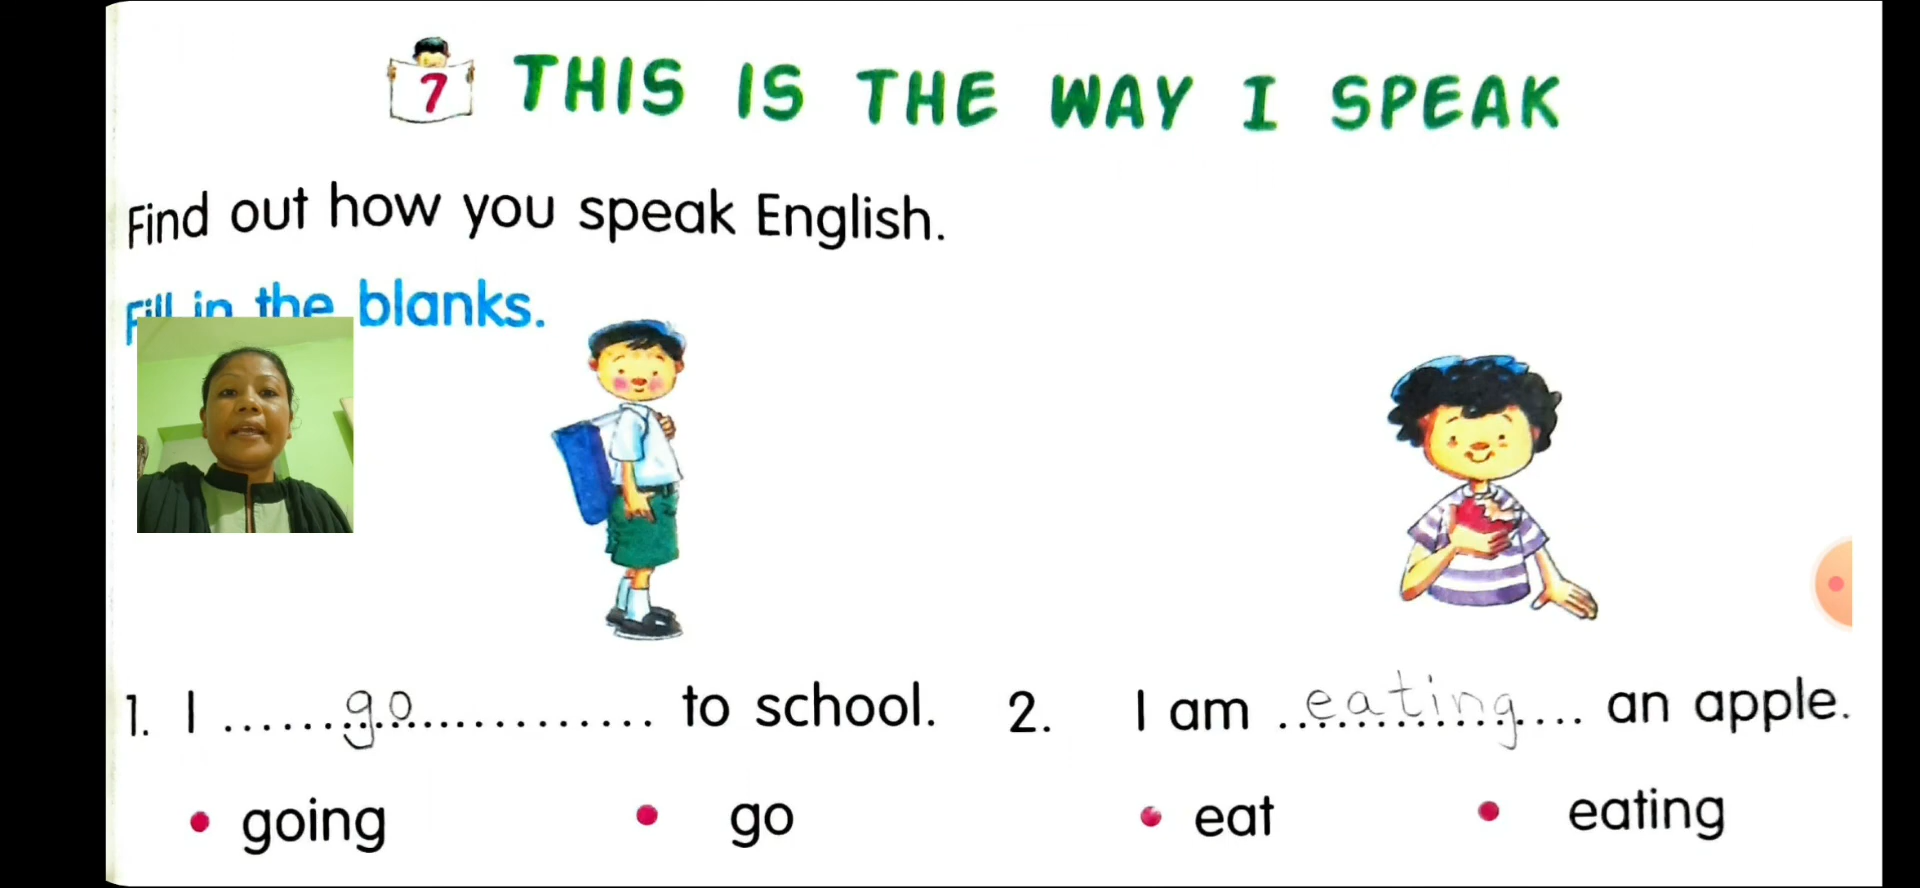 7 THIS IS THE WAY I SPEAK
Find out how you speak English.
Fill in the blanks.
1. I ......go............ to school. 2. I am ..eating.... an apple.
• going • go • eat • eating